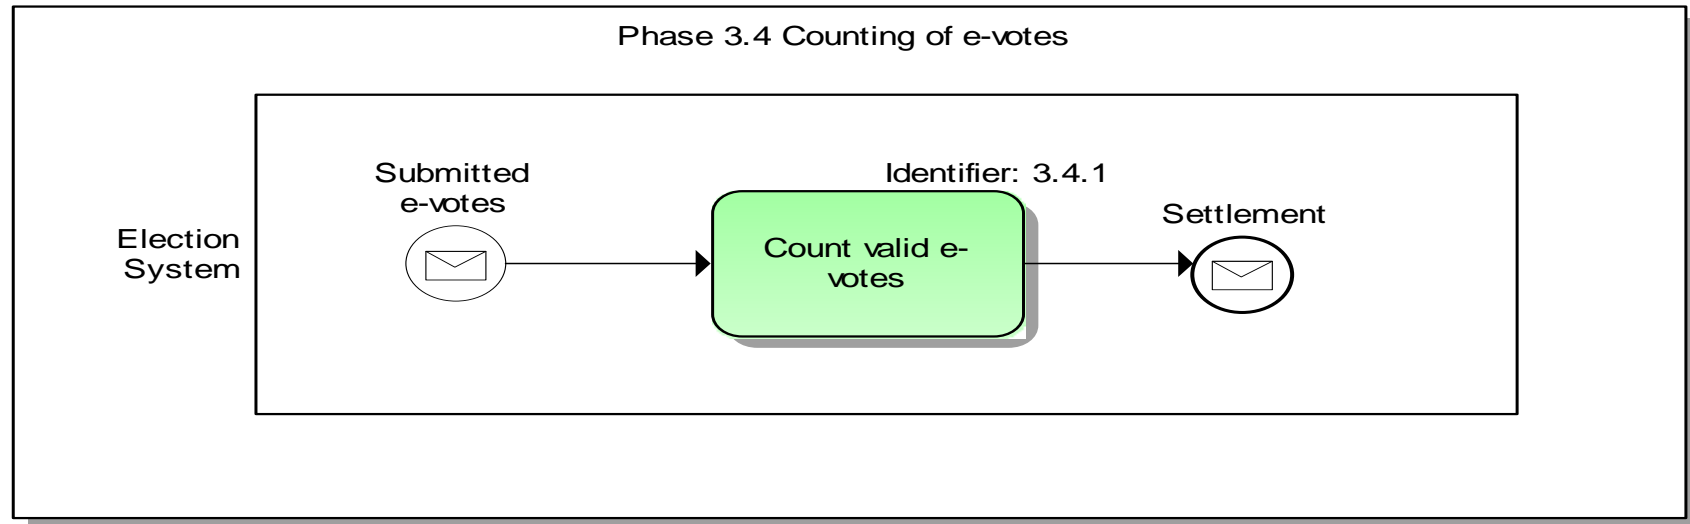 Phase 3.4 Counting of e-votes
Submitted
e-votes
Identifier: 3.4.1
Settlement
Election
System
Count valid e-
votes